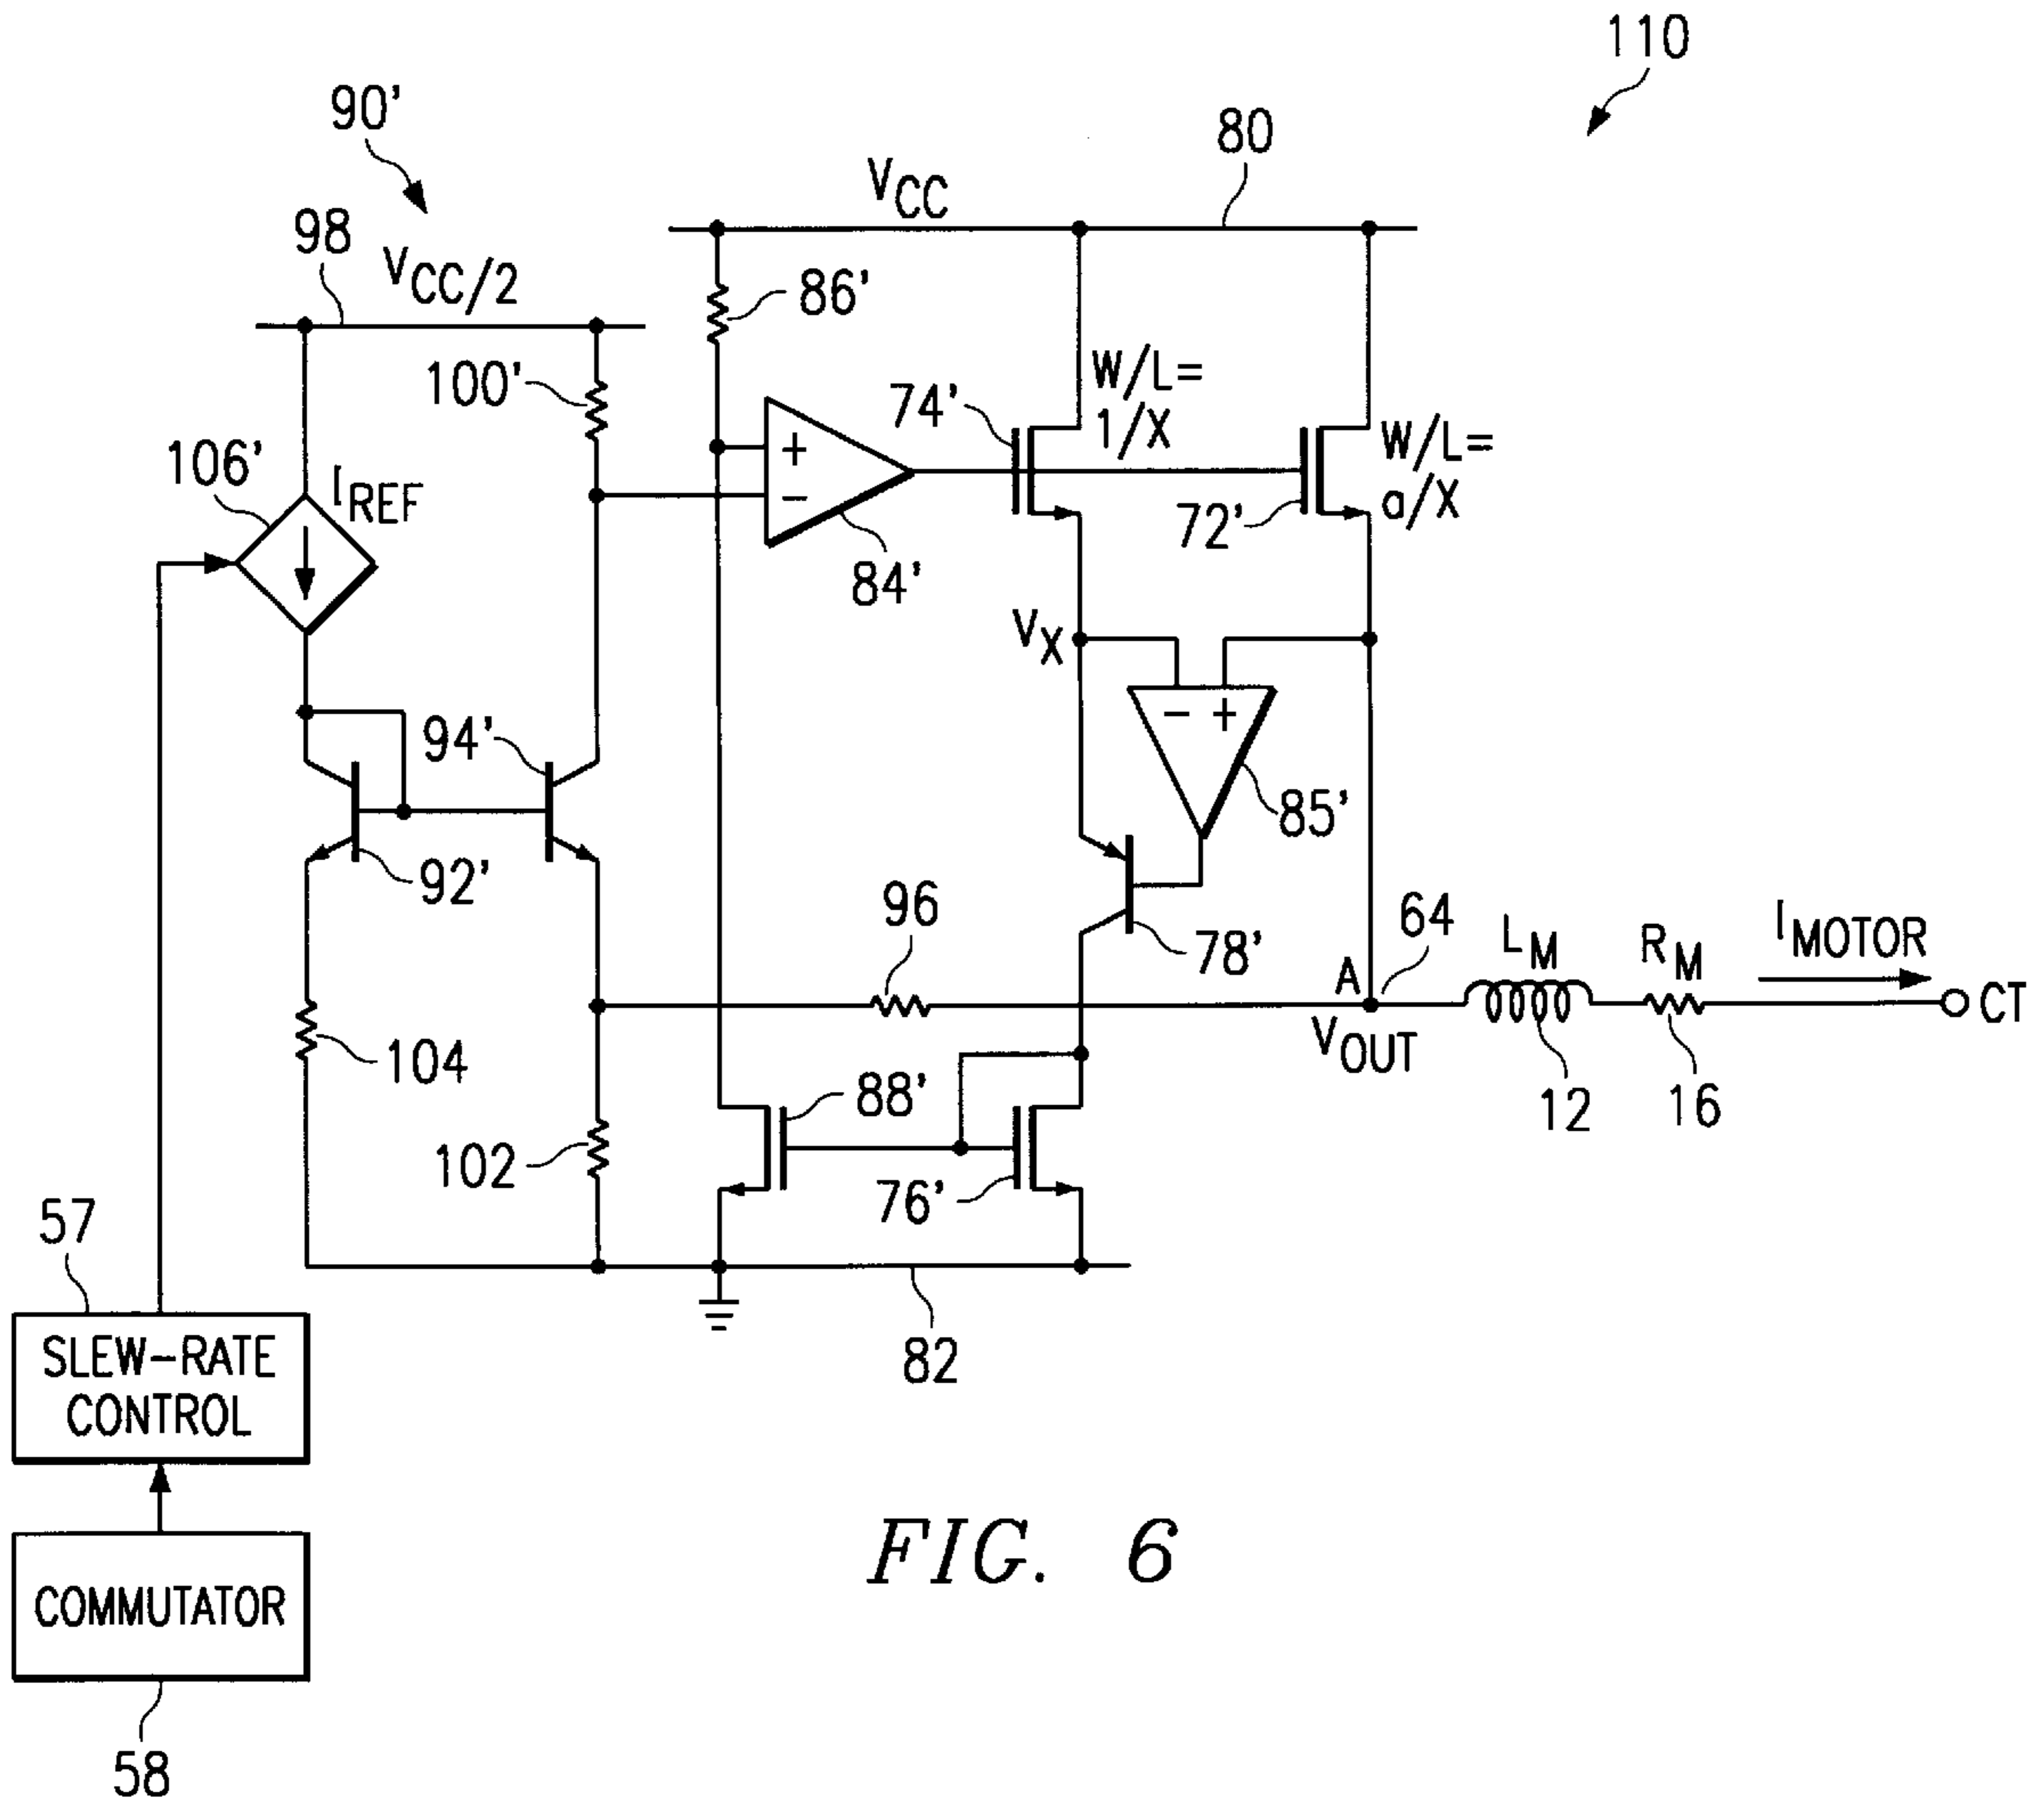 110
90'
80
VCC
98
VCC/2
86'
100'
W/L=
1/X
74'
W/L=
a/X
106'
IREF
+
−
72'
84'
VX
94'
− +
85'
92'
96
64
LM
RM
IMOTOR
78'
A
CT
VOUT
104
88'
12
16
102
76'
57
82
SLEW-RATE
CONTROL
COMMUTATOR
58
FIG. 6